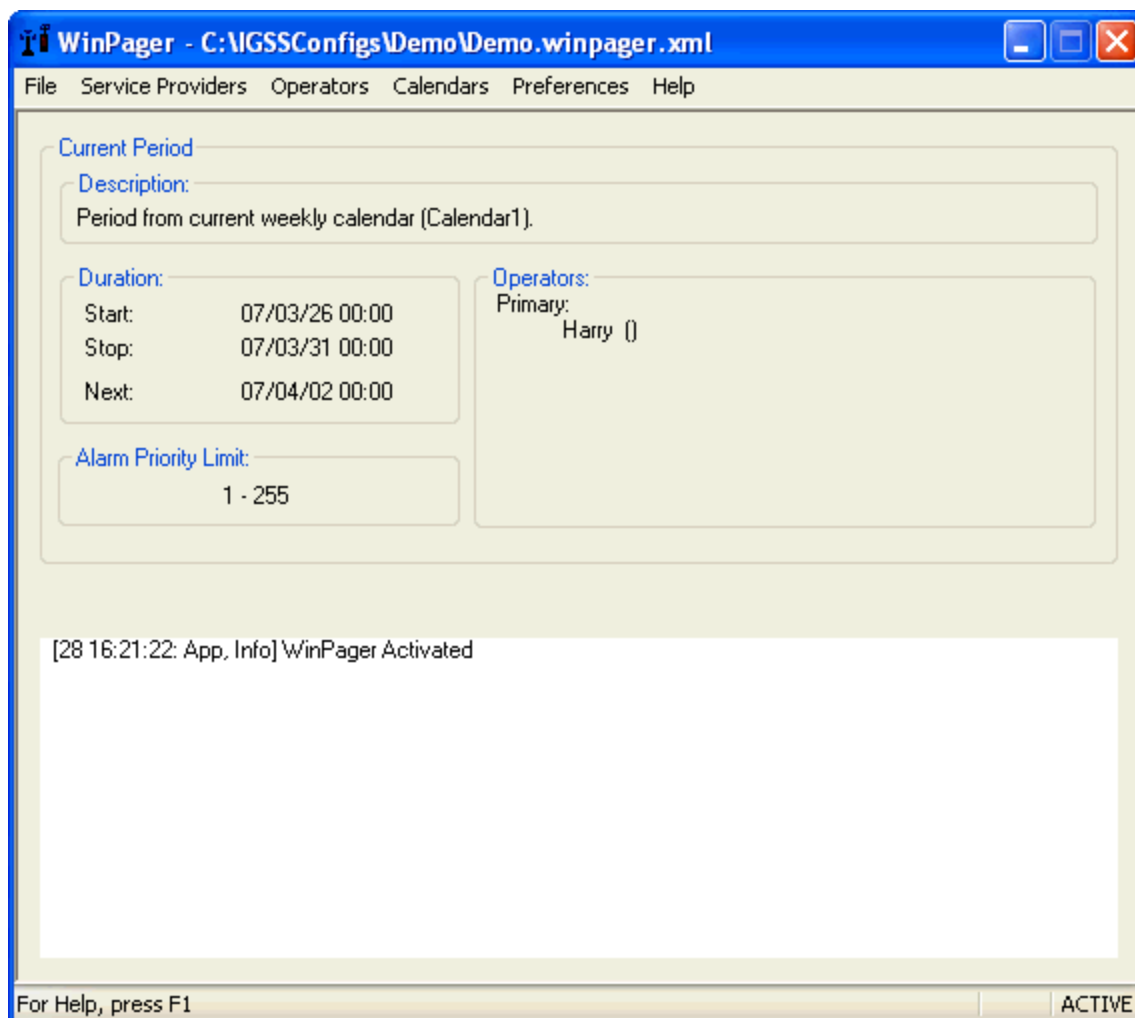 WinPager - C:\IGSSConfigs\Demo\Demo.winpager.xml
File Service Providers Operators Calendars Preferences Help
Current Period
Description:
Period from current weekly calendar (Calendar1).
Duration:
Start: 07/03/26 00:00
Stop: 07/03/31 00:00
Next: 07/04/02 00:00
Operators:
Primary:
Harry ()
Alarm Priority Limit:
1 - 255
[28 16:21:22: App, Info] WinPager Activated
For Help, press F1
ACTIVE